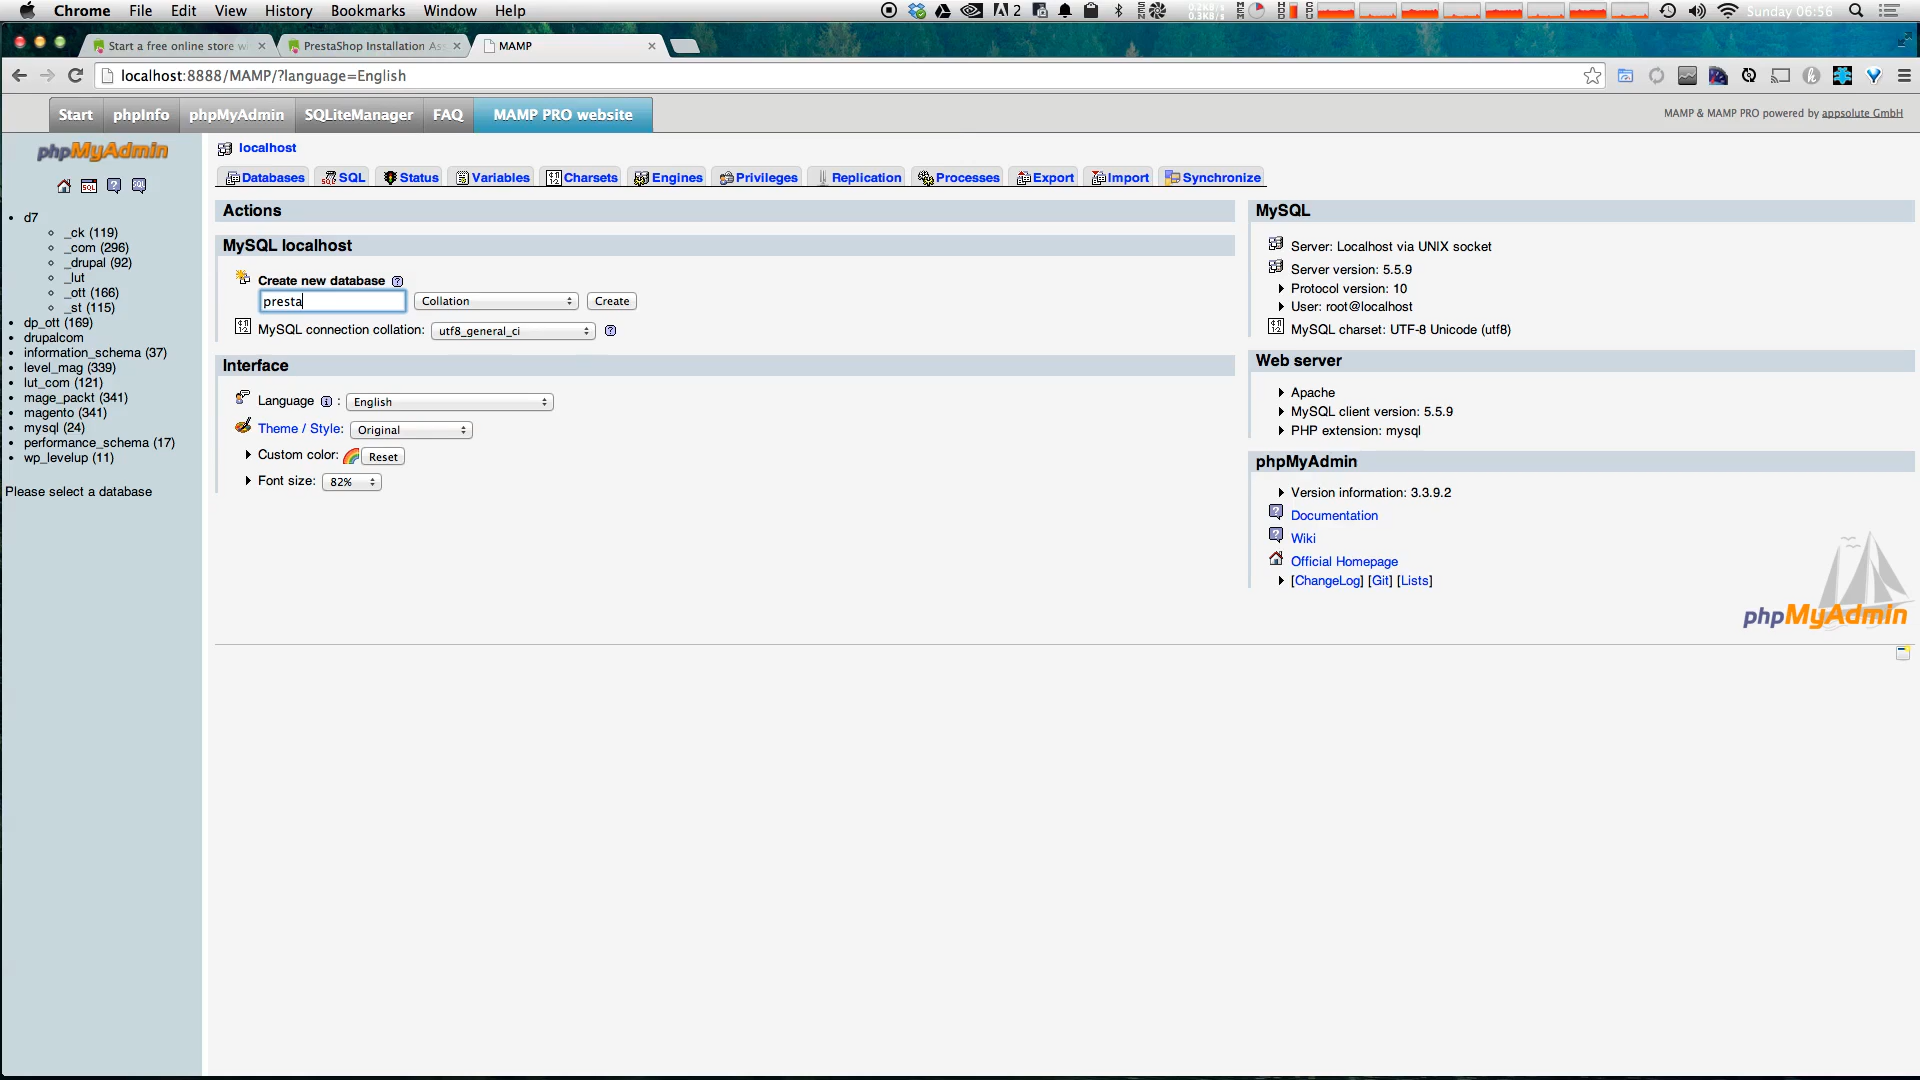 Chrome File Edit View History Bookmarks Window Help 2 Sunday 06:56
Start a free online store wi PrestaShop Installation As MAMP
localhost:8888/MAMP/?language=English
Start phpInfo phpMyAdmin SQLiteManager FAQ MAMP PRO website MAMP & MAMP PRO powered by appsolute GmbH
phpMyAdmin
localhost
SQL SQL
Databases SQL Status Variables Charsets Engines Privileges Replication Processes Export Import Synchronize
d7
_ck (119)
_com (296)
_drupal (92)
_lut
_ott (166)
_st (115)
dp_ott (169)
drupalcom
information_schema (37)
level_mag (339)
lut_com (121)
mage_packt (341)
magento (341)
mysql (24)
performance_schema (17)
wp_levelup (11)
Please select a database
Actions
MySQL localhost
Create new database
presta Collation Create
MySQL connection collation: utf8_general_ci
Interface
Language : English
Theme / Style: Original
Custom color: Reset
Font size: 82%
MySQL
Server: Localhost via UNIX socket
Server version: 5.5.9
Protocol version: 10
User: root@localhost
MySQL charset: UTF-8 Unicode (utf8)
Web server
Apache
MySQL client version: 5.5.9
PHP extension: mysql
phpMyAdmin
Version information: 3.3.9.2
Documentation
Wiki
Official Homepage
[ChangeLog] [Git] [Lists]
phpMyAdmin